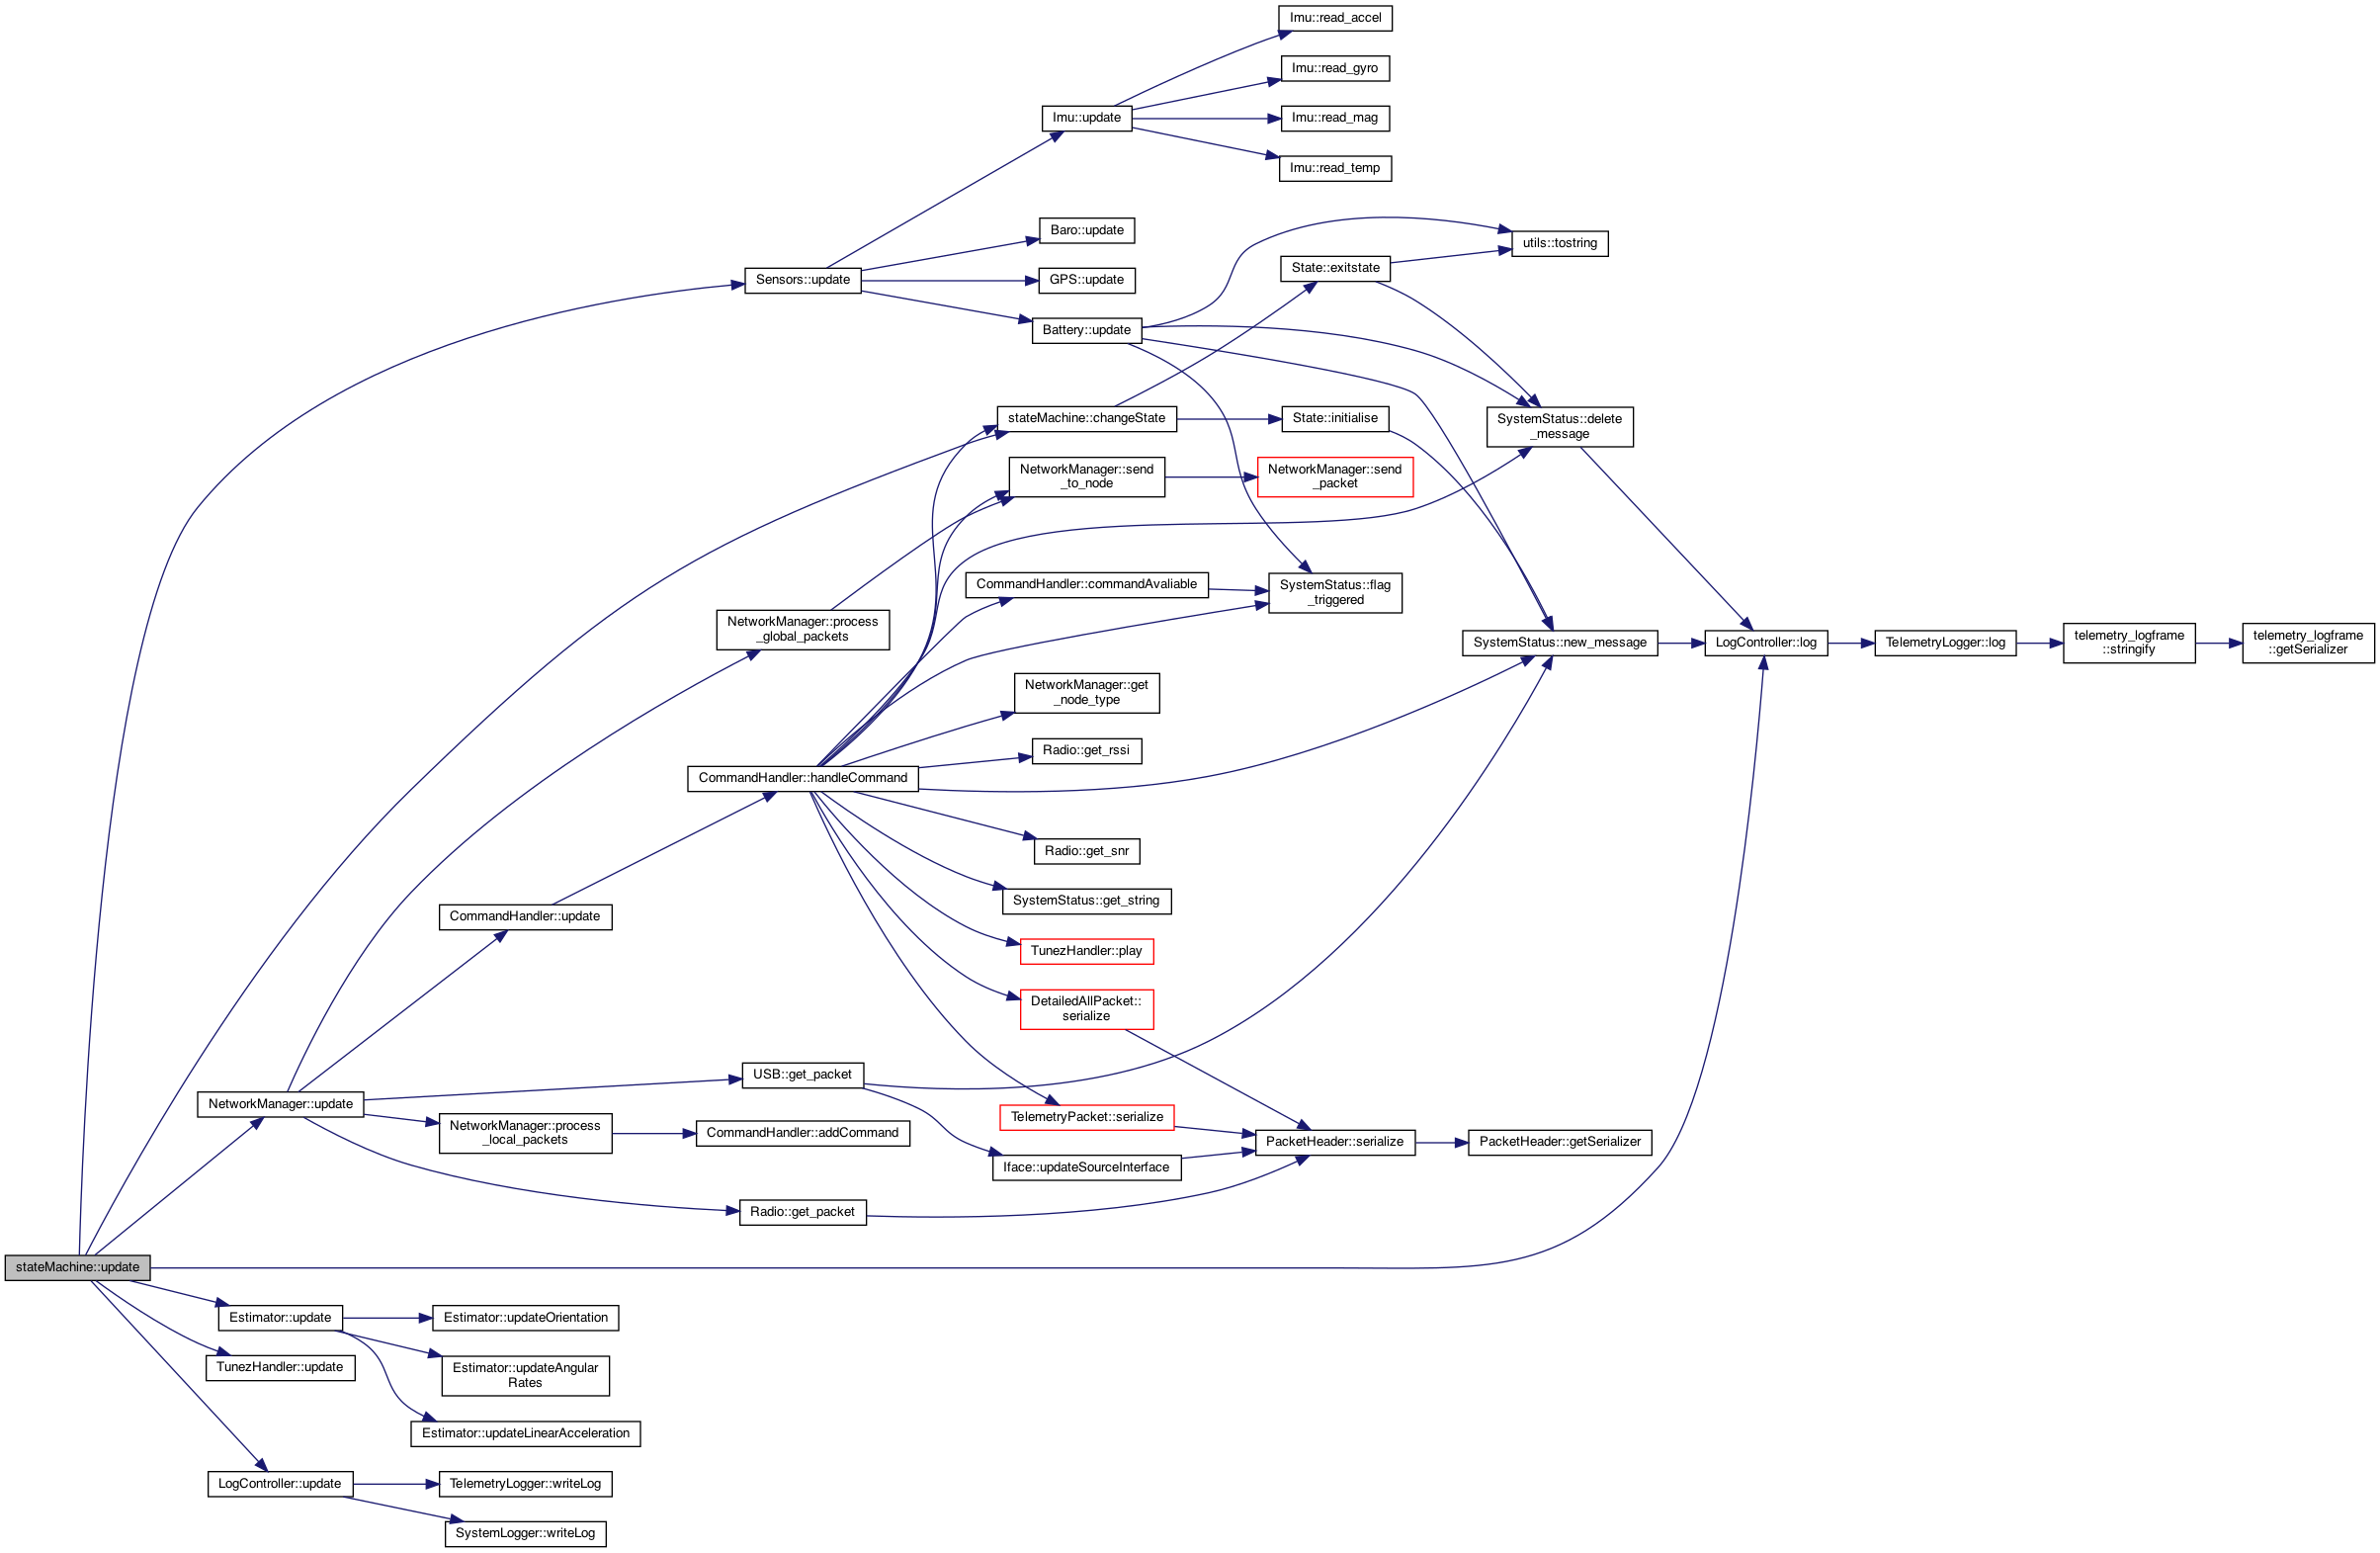 Imu::read_accel
Imu::read_gyro
Imu::update
Imu::read_mag
Imu::read_temp
Baro::update
utils::tostring
State::exitstate
Sensors::update
GPS::update
Battery::update
stateMachine::changeState
State::initialise
SystemStatus::delete
_message
NetworkManager::send
_to_node
NetworkManager::send
_packet
CommandHandler::commandAvaliable
SystemStatus::flag
_triggered
NetworkManager::process
_global_packets
SystemStatus::new_message
LogController::log
TelemetryLogger::log
telemetry_logframe
::stringify
telemetry_logframe
::getSerializer
NetworkManager::get
_node_type
Radio::get_rssi
CommandHandler::handleCommand
Radio::get_snr
SystemStatus::get_string
CommandHandler::update
TunezHandler::play
DetailedAllPacket::
serialize
USB::get_packet
NetworkManager::update
TelemetryPacket::serialize
NetworkManager::process
_local_packets
CommandHandler::addCommand
PacketHeader::serialize
PacketHeader::getSerializer
Iface::updateSourceInterface
Radio::get_packet
stateMachine::update
Estimator::update
Estimator::updateOrientation
TunezHandler::update
Estimator::updateAngular
Rates
Estimator::updateLinearAcceleration
LogController::update
TelemetryLogger::writeLog
SystemLogger::writeLog